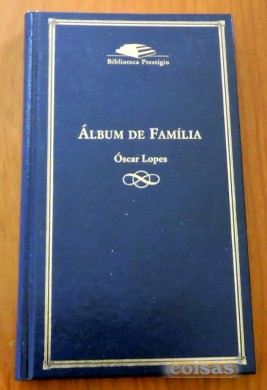 Biblioteca Prestígio
ÁLBUM DE FAMÍLIA
Óscar Lopes
coisas